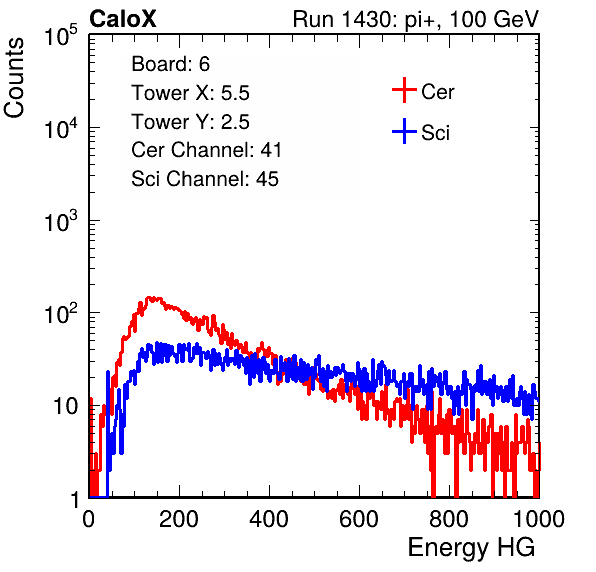 CaloX Run 1430: pi+, 100 GeV
Board: 6
Tower X: 5.5
Tower Y: 2.5
Cer Channel: 41
Sci Channel: 45
Cer
Sci
Counts
10^5
10^4
10^3
10^2
10
1
0 200 400 600 800 1000
Energy HG